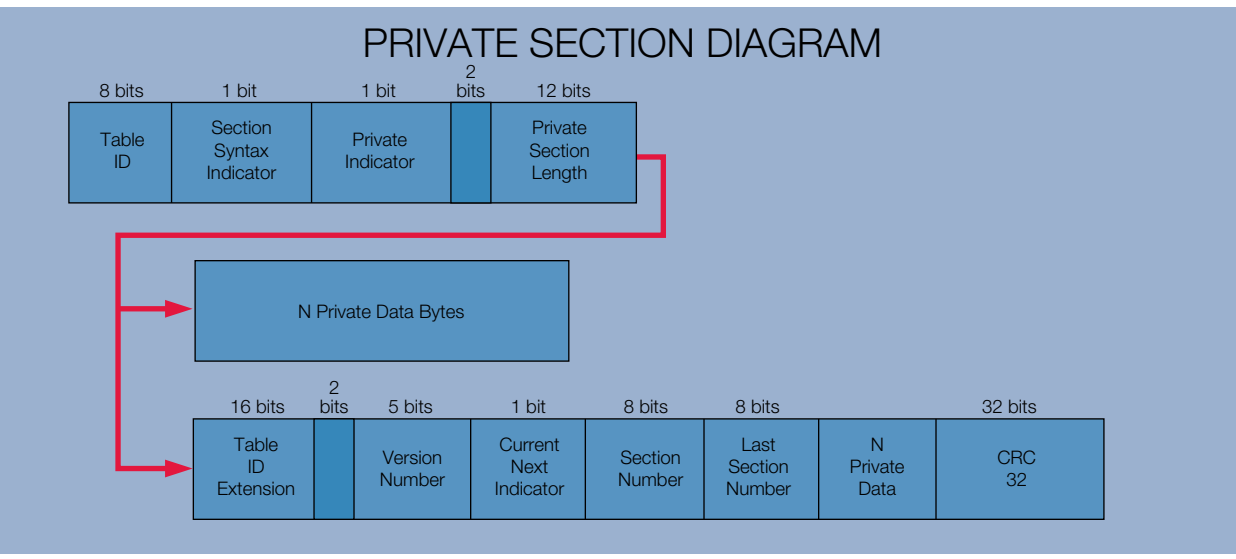 PRIVATE SECTION DIAGRAM
8 bits
1 bit
1 bit
2
bits
12 bits
Table
ID
Section
Syntax
Indicator
Private
Indicator
Private
Section
Length
N Private Data Bytes
16 bits
2
bits
5 bits
1 bit
8 bits
8 bits
32 bits
Table
ID
Extension
Version
Number
Current
Next
Indicator
Section
Number
Last
Section
Number
N
Private
Data
CRC
32